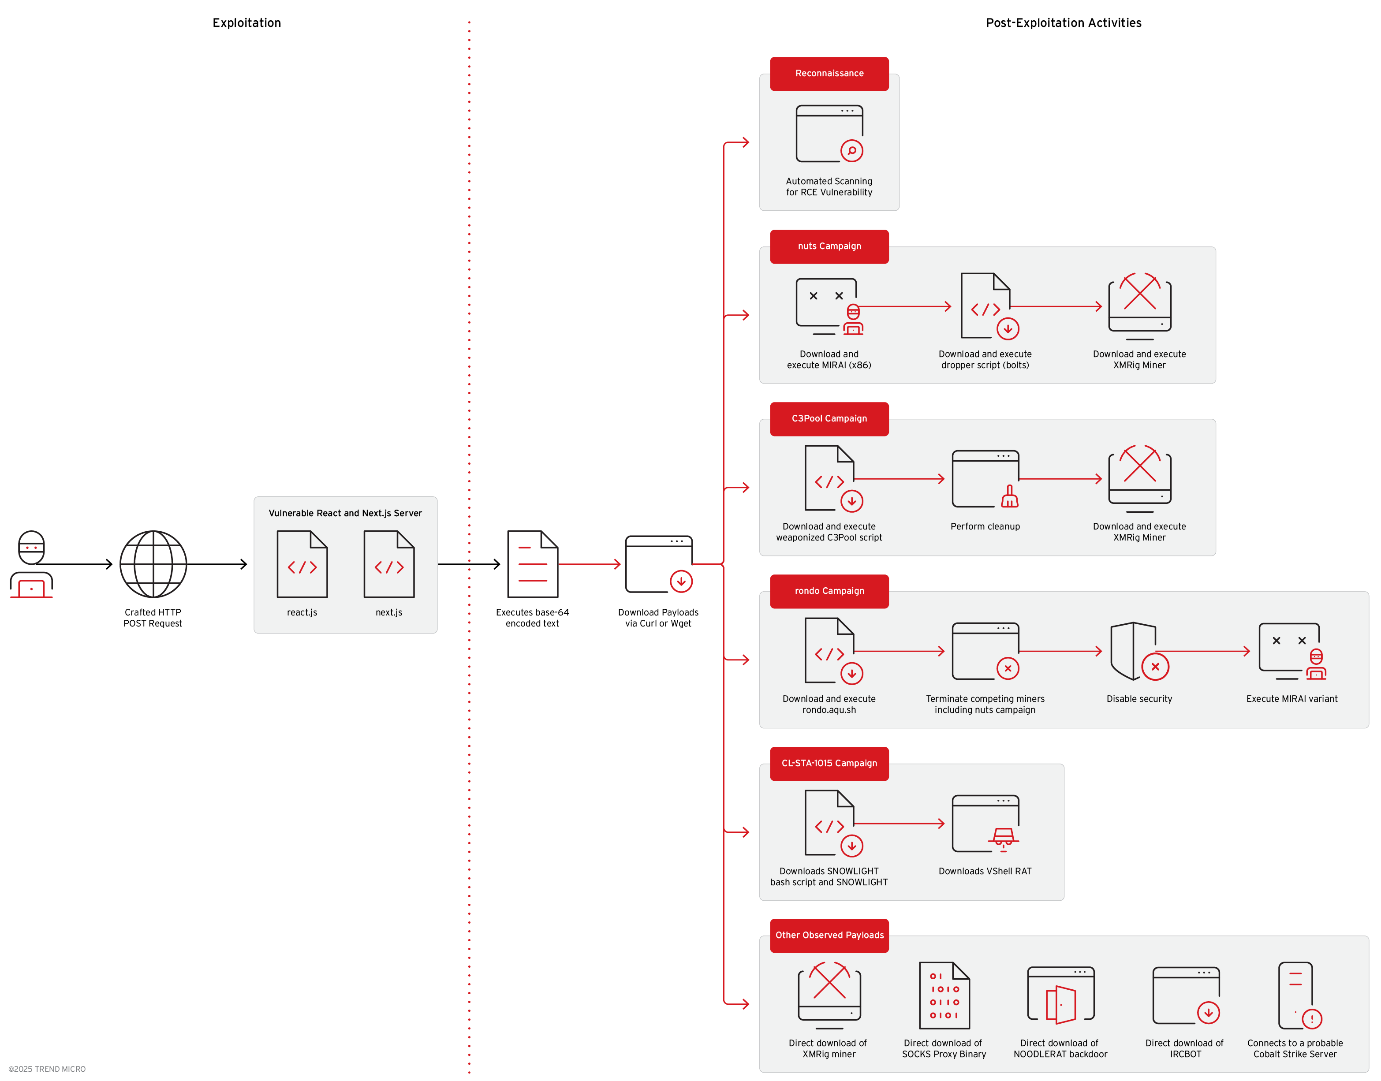 Exploitation
Post-Exploitation Activities
Reconnaissance
Automated Scanning
for RCE Vulnerability
nuts Campaign
Download and
execute MIRAI (x86)
Download and execute
dropper script (bolts)
Download and execute
XMRig Miner
C3Pool Campaign
Download and execute
weaponized C3Pool script
Perform cleanup
Download and execute
XMRig Miner
Vulnerable React and Next.js Server
</>
</>
react.js
next.js
Crafted HTTP
POST Request
Executes base-64
encoded text
Download Payloads
via Curl or Wget
rondo Campaign
Download and execute
rondo.aqu.sh
Terminate competing miners
including nuts campaign
Disable security
Execute MIRAI variant
CL-STA-1015 Campaign
Downloads SNOWLIGHT
bash script and SNOWLIGHT
Downloads VShell RAT
Other Observed Payloads
01
1010
0110
0101
Direct download of
XMRig miner
Direct download of
SOCKS Proxy Binary
Direct download of
NOODLERAT backdoor
Direct download of
IRCBOT
Connects to a probable
Cobalt Strike Server
©2025 TREND MICRO